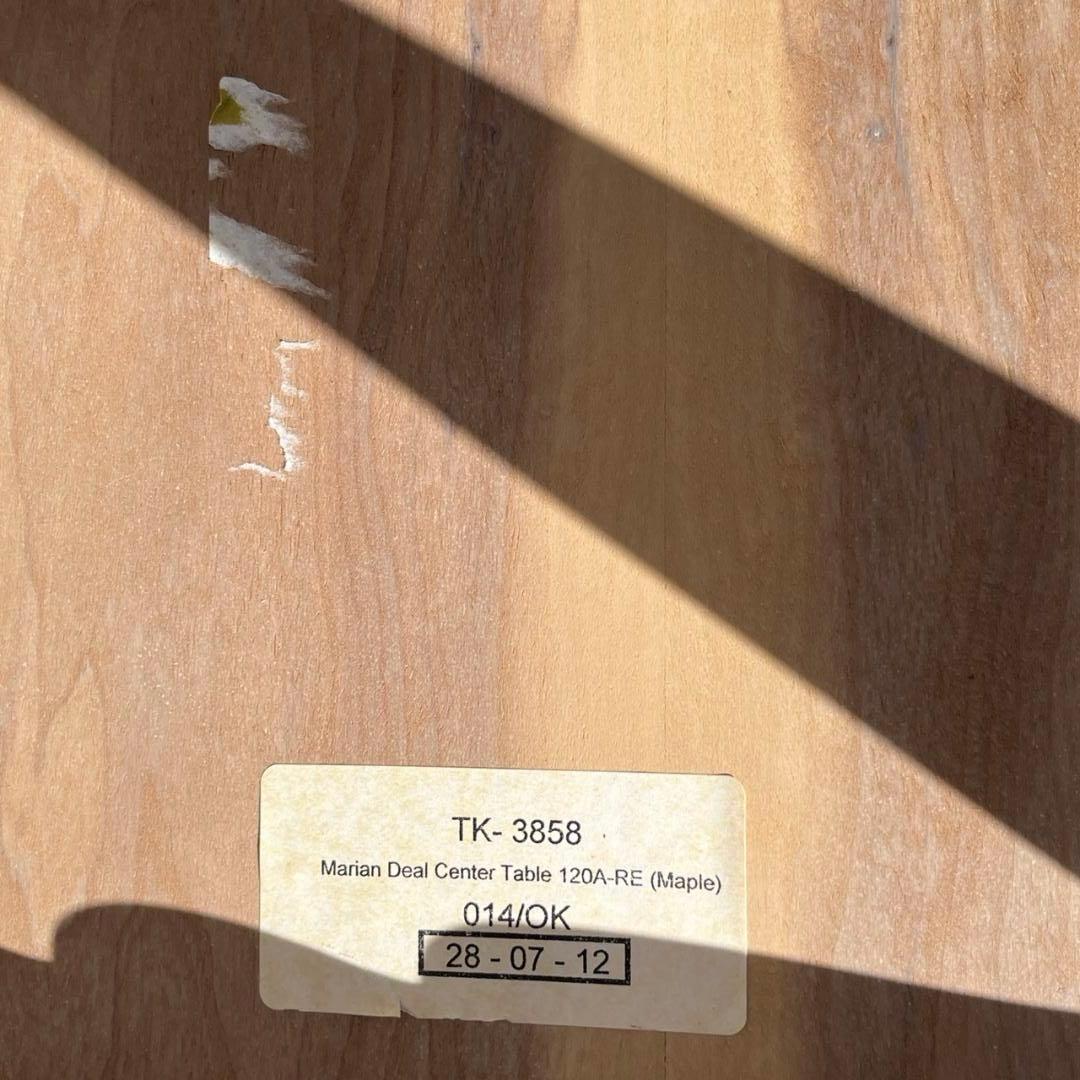 TK- 3858
Marian Deal Center Table 120A-RE (Maple)
014/OK
28 - 07 - 12